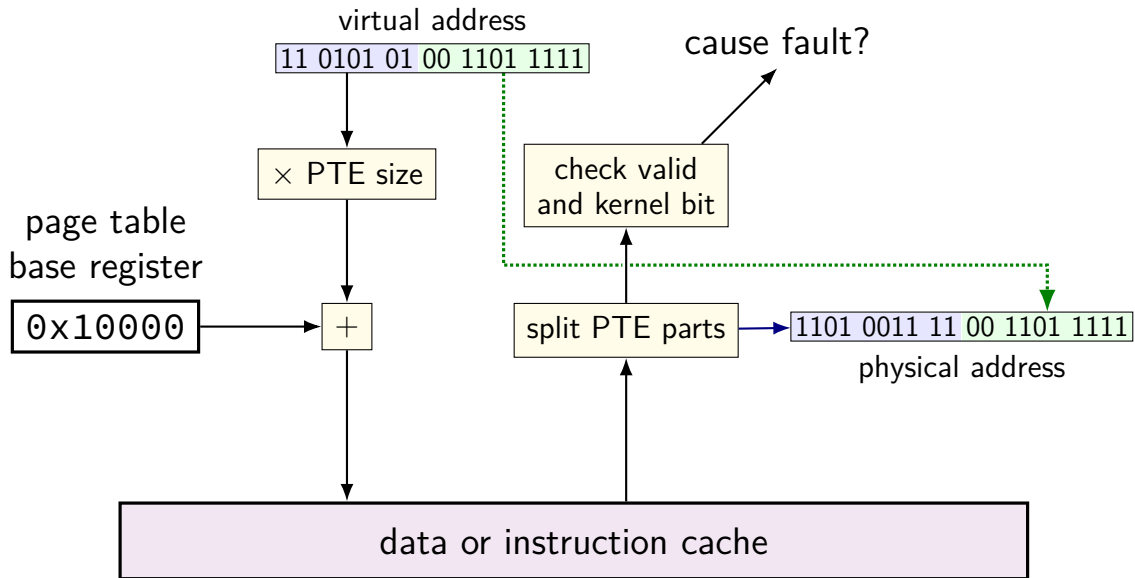 virtual address
11 0101 01 00 1101 1111
cause fault?
× PTE size
check valid
and kernel bit
page table
base register
0x10000
+
split PTE parts
1101 0011 11 00 1101 1111
physical address
data or instruction cache